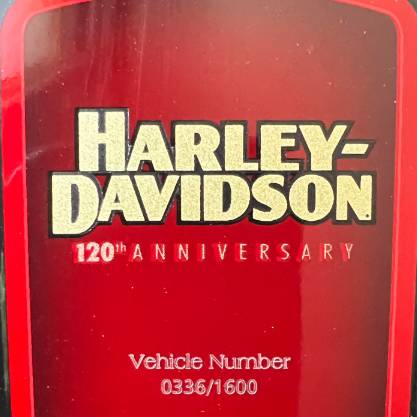 HARLEY-
DAVIDSON.
120th ANNIVERSARY
Vehicle Number
0336/1600